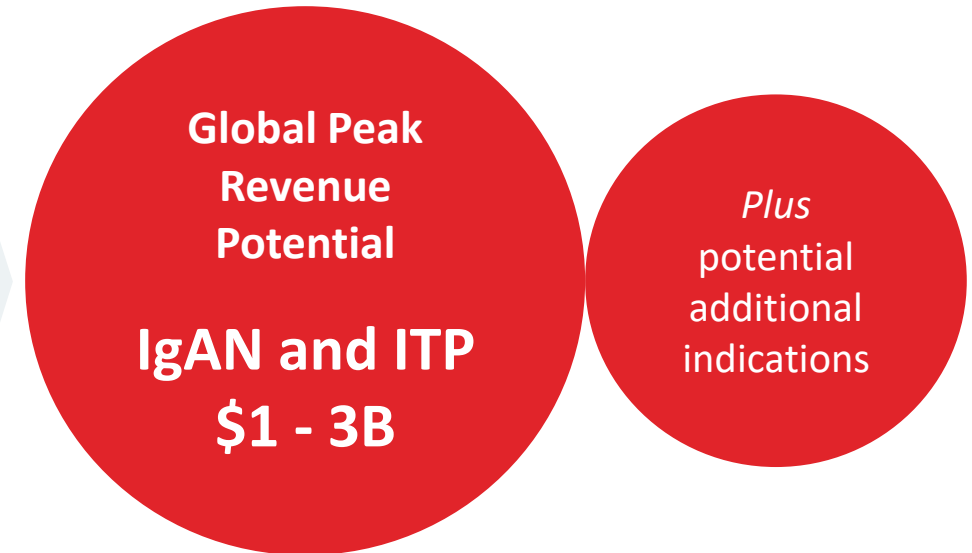 Global Peak
Revenue
Potential
IgAN and ITP
$1 - 3B
Plus
potential
additional
indications